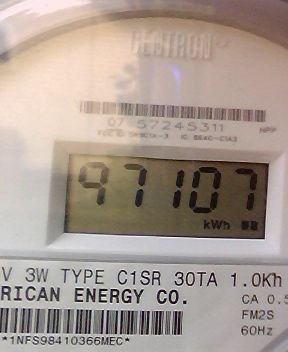 CENTRON
07 57245311 HPP
97107
kWh
V 3W TYPE C1SR 30TA 1.0Kh
RICAN ENERGY CO. CA 0.5
FM2S
*1NFS98410366MEC* 60Hz